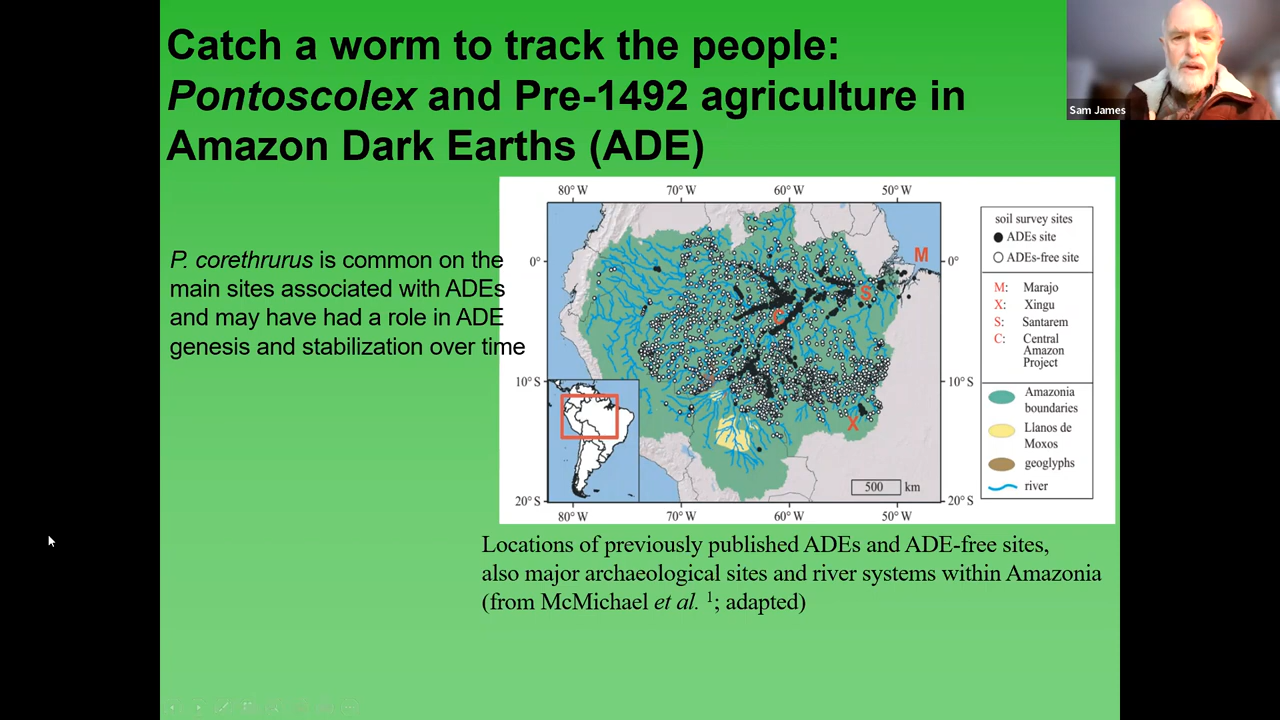 Catch a worm to track the people:
Pontoscolex and Pre-1492 agriculture in
Amazon Dark Earths (ADE)
Sam James
P. corethrurus is common on the
main sites associated with ADEs
and may have had a role in ADE
genesis and stabilization over time
80° W 70° W 60° W 50° W
0°
10° S
20° S
0°
10° S
20° S
80° W 70° W 60° W 50° W
M
S
C
X
500 km
soil survey sites
ADEs site
ADEs-free site
M: Marajo
X: Xingu
S: Santarem
C: Central
Amazon
Project
Amazonia
boundaries
Llanos de
Moxos
geoglyphs
river
Locations of previously published ADEs and ADE-free sites,
also major archaeological sites and river systems within Amazonia
(from McMichael et al. 1; adapted)